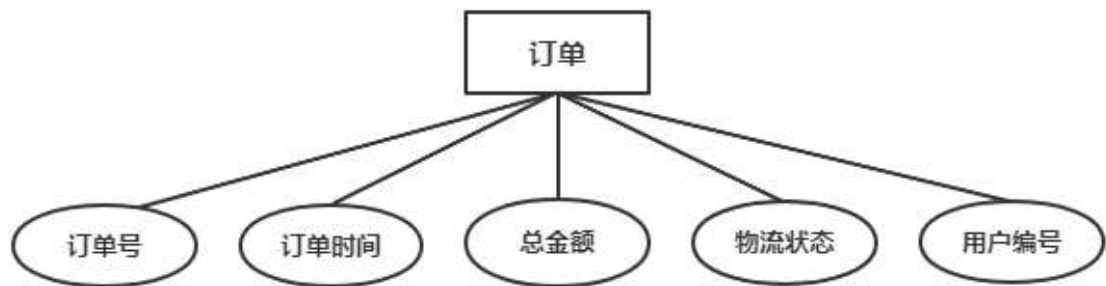 订单
订单号
订单时间
总金额
物流状态
用户编号